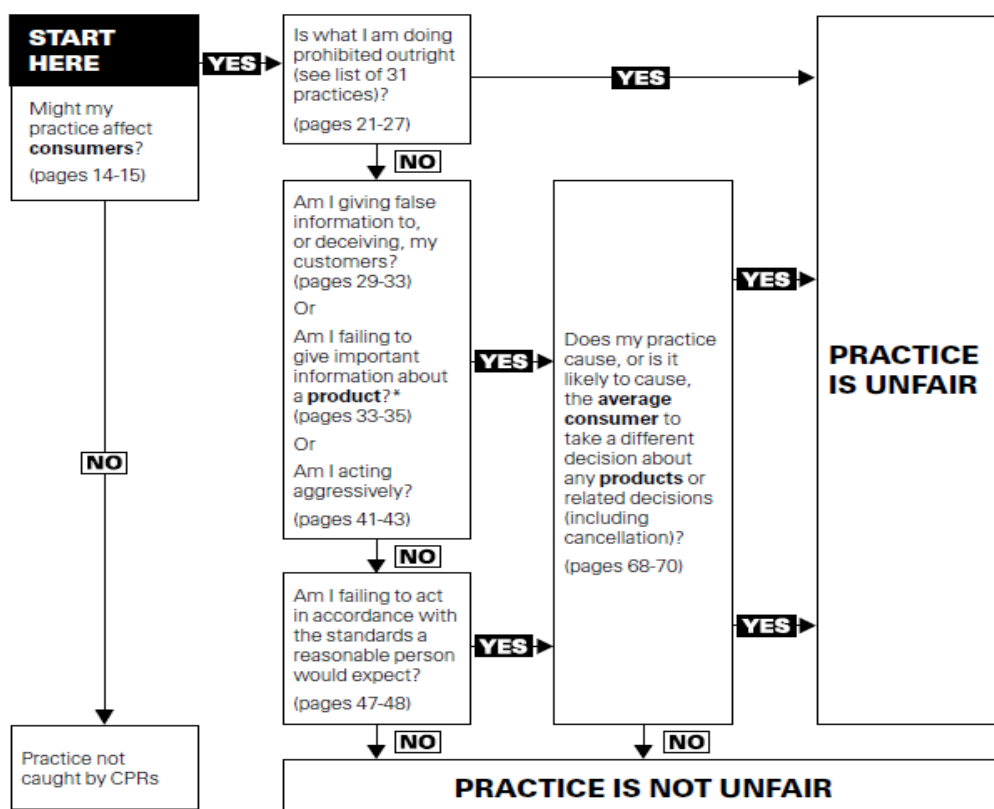 START
HERE
Might my
practice affect
consumers?
(pages 14-15)
YES
Is what I am doing
prohibited outright
(see list of 31
practices)?
(pages 21-27)
YES
NO
Am I giving false
information to,
or deceiving, my
customers?
(pages 29-33)
Or
Am I failing to
give important
information about
a product?*
(pages 33-35)
Or
Am I acting
aggressively?
(pages 41-43)
YES
Does my practice
cause, or is it
likely to cause,
the average
consumer to
take a different
decision about
any products or
related decisions
(including
cancellation)?
(pages 68-70)
YES
YES
PRACTICE
IS UNFAIR
NO
NO
Am I failing to act
in accordance with
the standards a
reasonable person
would expect?
(pages 47-48)
YES
NO
NO
Practice not
caught by CPRs
PRACTICE IS NOT UNFAIR